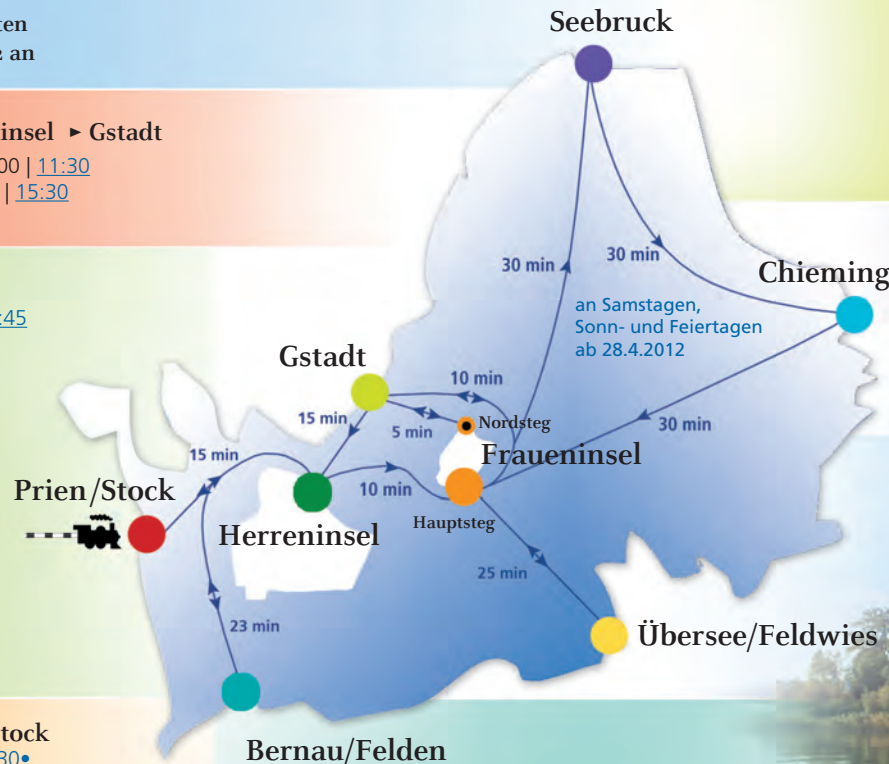 ten
2 an
insel ► Gstadt
00 | 11:30
| 15:30
:45
tock
30•
Seebruck
30 min
30 min
Chieming
an Samstagen,
Sonn- und Feiertagen
ab 28.4.2012
Gstadt
10 min
15 min
5 min
Nordsteg
30 min
15 min
Fraueninsel
Prien/Stock
10 min
Herreninsel
Hauptsteg
25 min
23 min
Übersee/Feldwies
Bernau/Felden